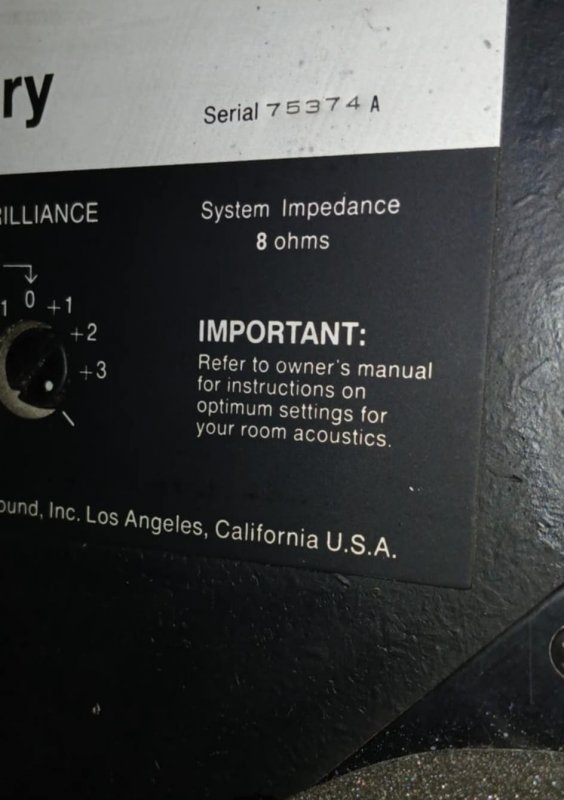 ry
Serial 75374 A
ILLIANCE
System Impedance
8 ohms
1 0 +1
+2
+3
IMPORTANT:
Refer to owner's manual
for instructions on
optimum settings for
your room acoustics.
ound, Inc. Los Angeles, California U.S.A.